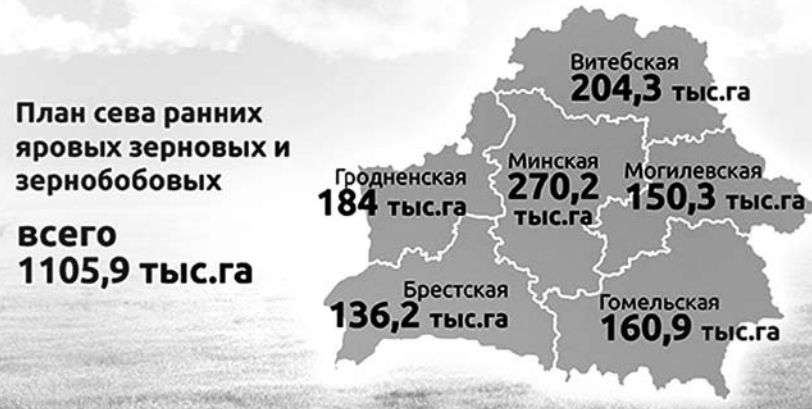 План сева ранних
яровых зерновых и
зернобобовых
всего
1105,9 тыс.га
Витебская
204,3 тыс.га
Минская
270,2
тыс.га
Могилевская
150,3 тыс.га
Гродненская
184 тыс.га
Брестская
136,2 тыс.га
Гомельская
160,9 тыс.га